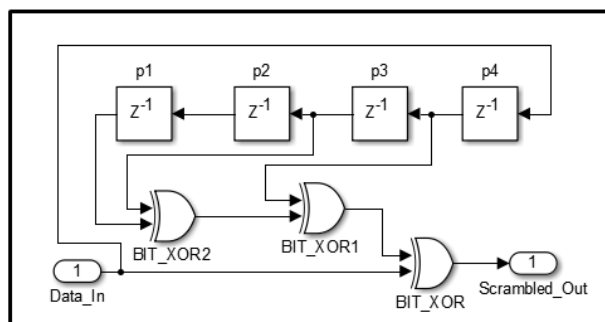 p1 p2 p3 p4
Z-1 Z-1 Z-1 Z-1
BIT_XOR2
BIT_XOR1
BIT_XOR
1
Data_In
1
Scrambled_Out